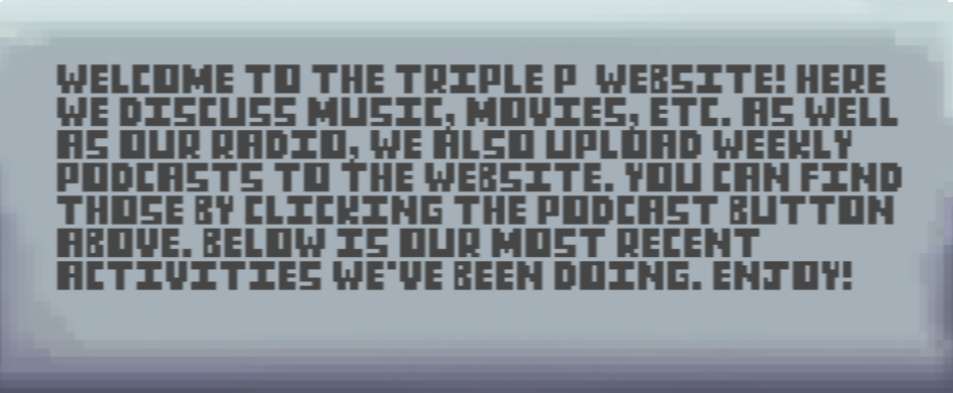 WELCOME TO THE TRIPLE P WEBSITE! HERE
WE DISCUSS MUSIC, MOVIES, ETC. AS WELL
AS OUR RADIO, WE ALSO UPLOAD WEEKLY
PODCASTS TO THE WEBSITE. YOU CAN FIND
THOSE BY CLICKING THE PODCAST BUTTON
ABOVE. BELOW IS OUR MOST RECENT
ACTIVITIES WE'VE BEEN DOING. ENJOY!